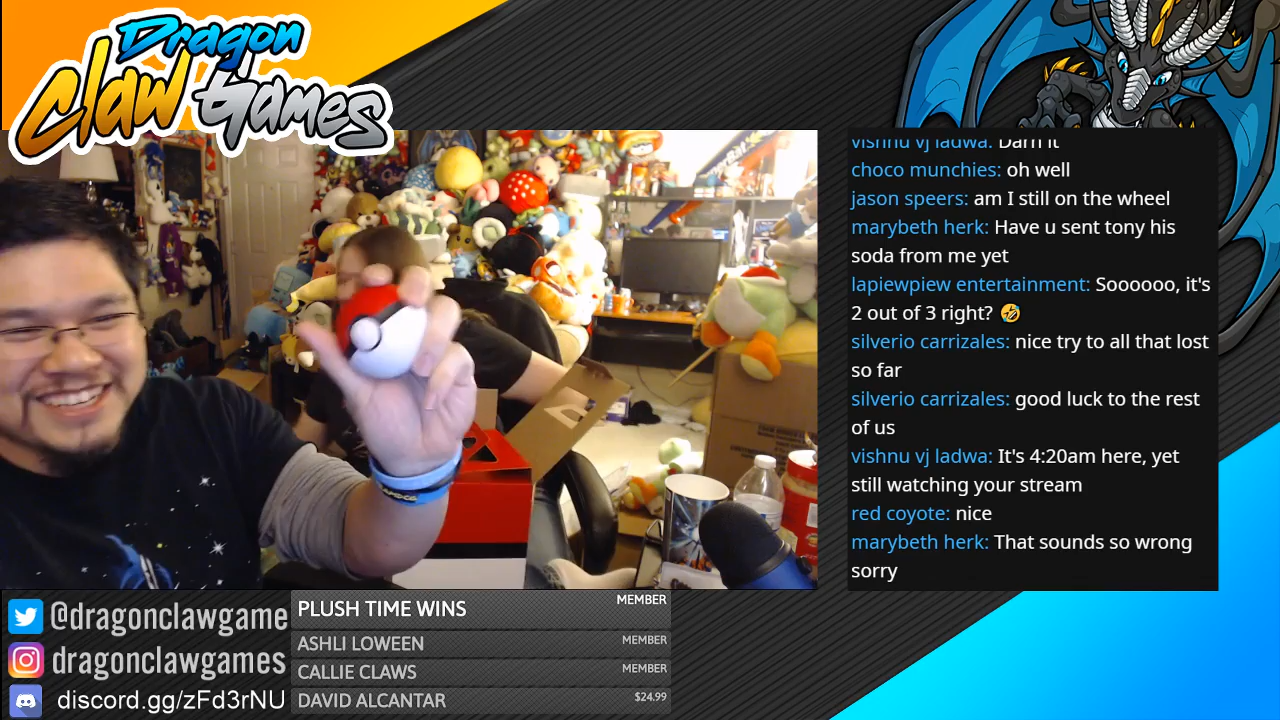 Dragon
Claw Games
vishnu vj ladwa: Darn it
choco munchies: oh well
jason speers: am I still on the wheel
marybeth herk: Have u sent tony his
soda from me yet
lapiewpiew entertainment: Soooooo, it's
2 out of 3 right? 🤣
silverio carrizales: nice try to all that lost
so far
silverio carrizales: good luck to the rest
of us
vishnu vj ladwa: It's 4:20am here, yet
still watching your stream
red coyote: nice
marybeth herk: That sounds so wrong
sorry
@dragonclawgame
dragonclawgames
discord.gg/zFd3rNU
PLUSH TIME WINS MEMBER
ASHLI LOWEEN MEMBER
CALLIE CLAWS MEMBER
DAVID ALCANTAR $24.99